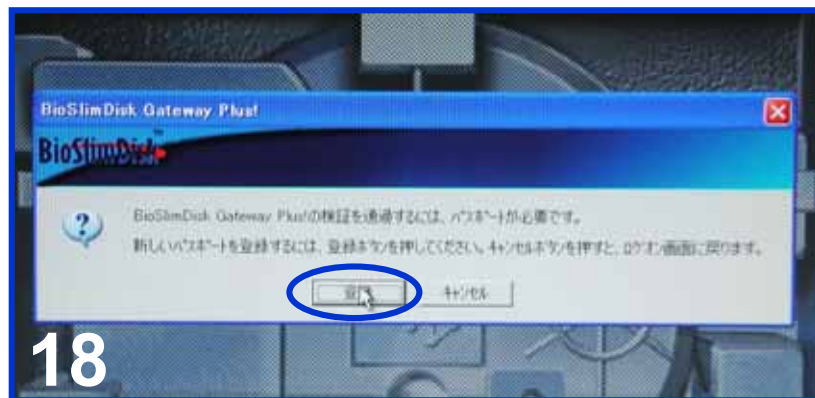 BioSlimDisk Gateway Plus!
BioSlimDisk™
BioSlimDisk Gateway Plus!の検証を通過するには、パスポートが必要です。
新しいパスポートを登録するには、登録ボタンを押してください。キャンセルボタンを押すと、ログオン画面に戻ります。
キャンセル
18